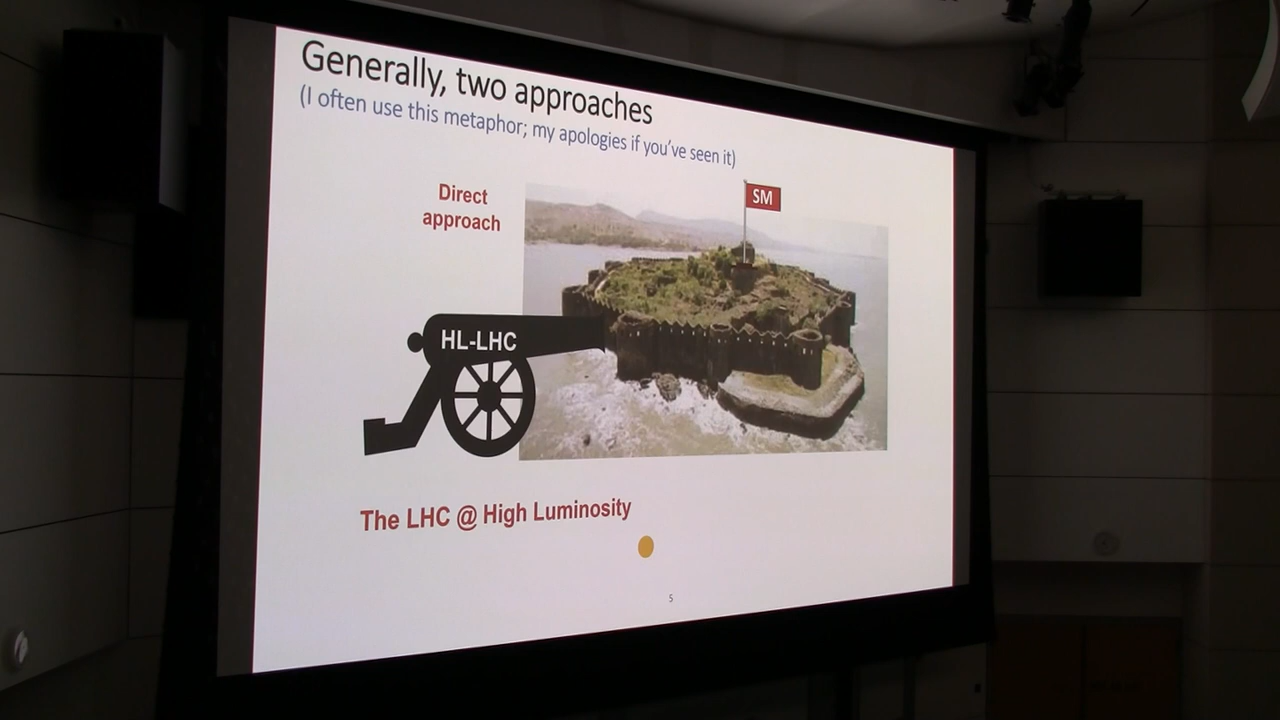 Generally, two approaches
(I often use this metaphor; my apologies if you've seen it)
Direct
approach
SM
HL-LHC
The LHC @ High Luminosity
5